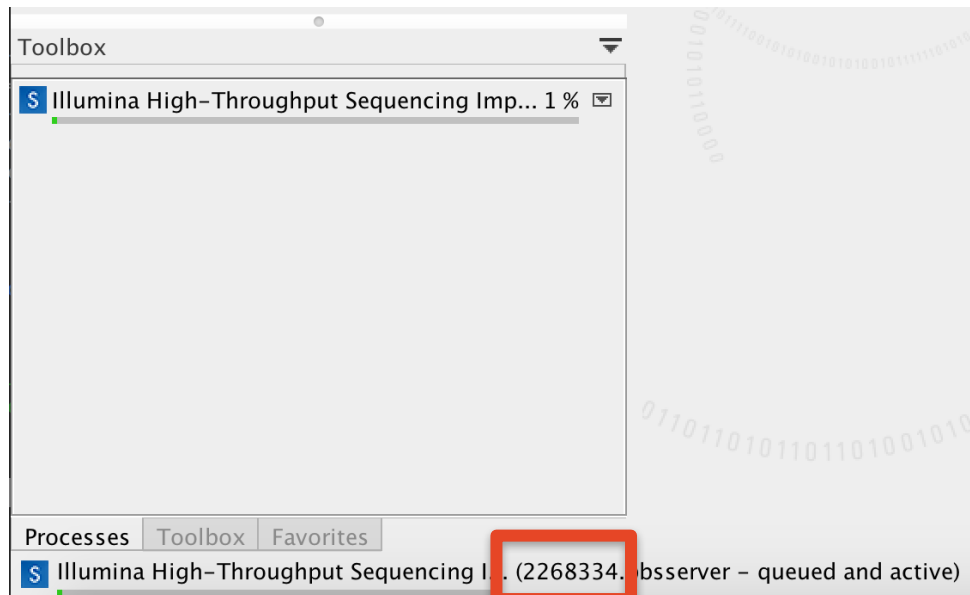 Toolbox
S Illumina High-Throughput Sequencing Imp... 1 %
Processes Toolbox Favorites
S Illumina High-Throughput Sequencing I... (2268334. bsserver - queued and active)